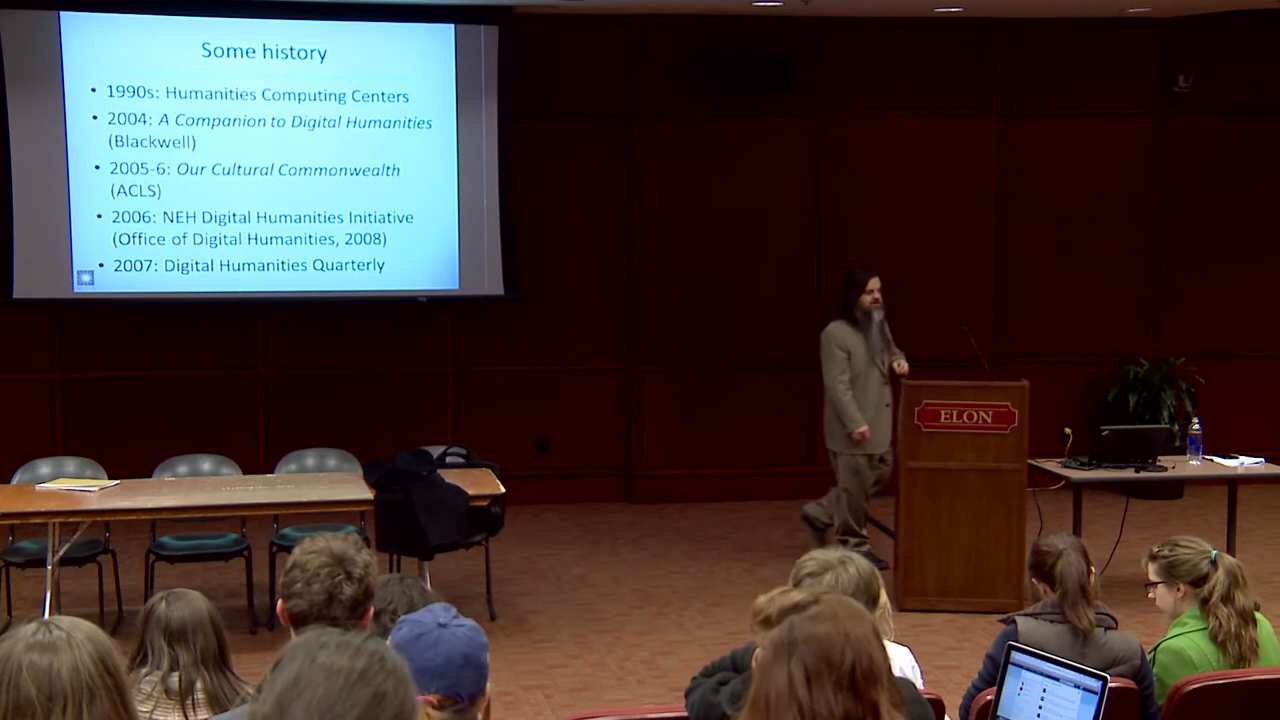 Some history
• 1990s: Humanities Computing Centers
• 2004: A Companion to Digital Humanities
(Blackwell)
• 2005-6: Our Cultural Commonwealth
(ACLS)
• 2006: NEH Digital Humanities Initiative
(Office of Digital Humanities, 2008)
• 2007: Digital Humanities Quarterly
ELON